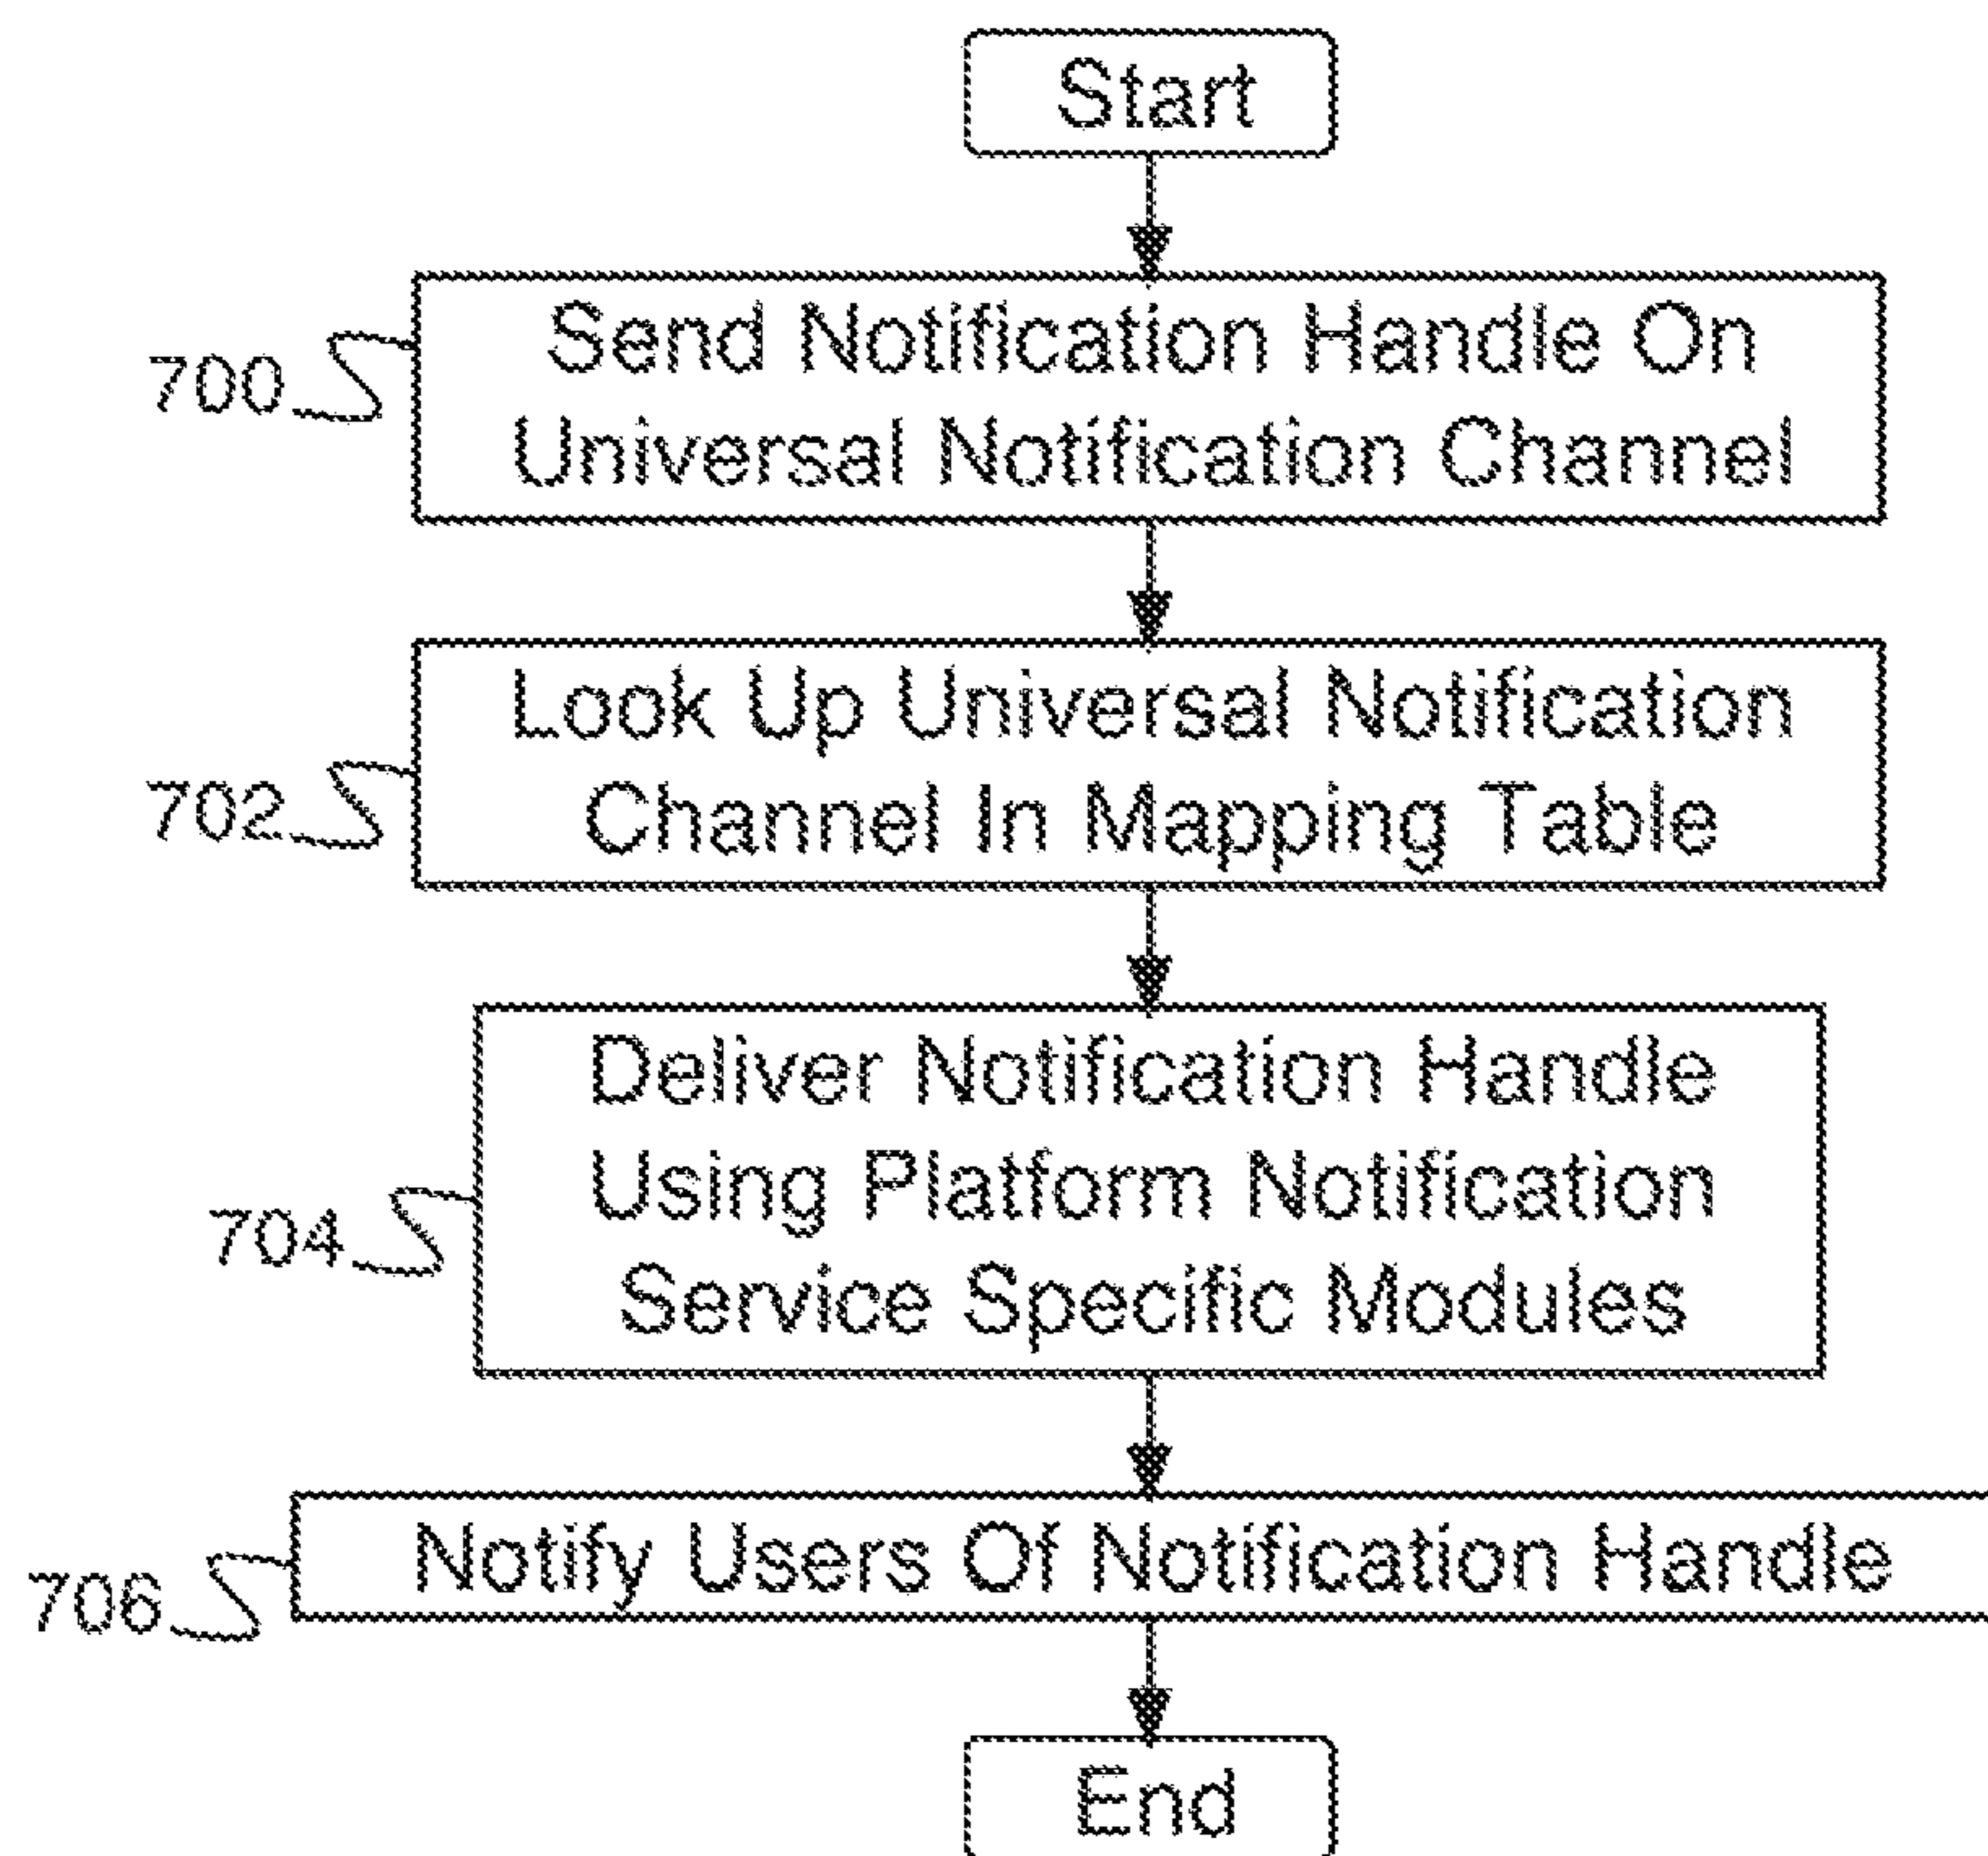 Start
700
Send Notification Handle On
Universal Notification Channel
702
Look Up Universal Notification
Channel In Mapping Table
704
Deliver Notification Handle
Using Platform Notification
Service Specific Modules
706
Notify Users Of Notification Handle
End